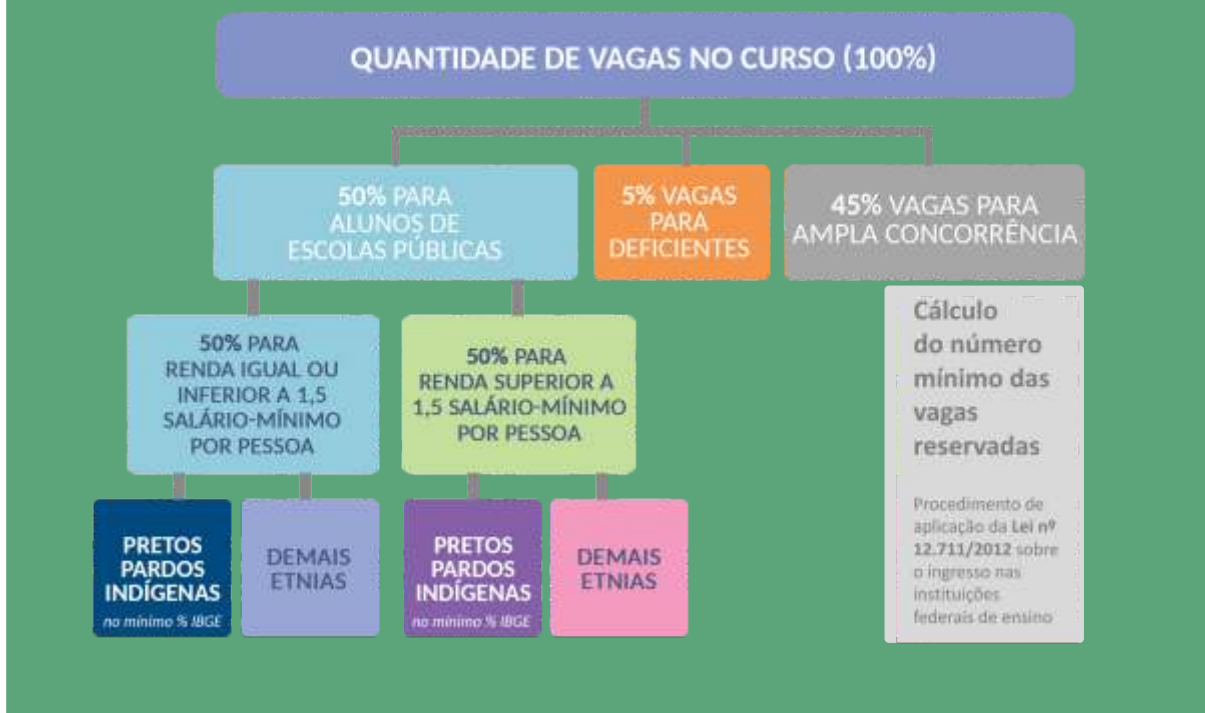 QUANTIDADE DE VAGAS NO CURSO (100%)
50% PARA
ALUNOS DE
ESCOLAS PÚBLICAS
5% VAGAS
PARA
DEFICIENTES
45% VAGAS PARA
AMPLA CONCORRÊNCIA
50% PARA
RENDA IGUAL OU
INFERIOR A 1,5
SALÁRIO-MÍNIMO
POR PESSOA
50% PARA
RENDA SUPERIOR A
1,5 SALÁRIO-MÍNIMO
POR PESSOA
PRETOS
PARDOS
INDÍGENAS
no mínimo % IBGE
DEMAIS
ETNIAS
PRETOS
PARDOS
INDÍGENAS
no mínimo % IBGE
DEMAIS
ETNIAS
Cálculo
do número
mínimo das
vagas
reservadas
Procedimento de
aplicação da Lei nº
12.711/2012 sobre
o ingresso nas
instituições
federais de ensino